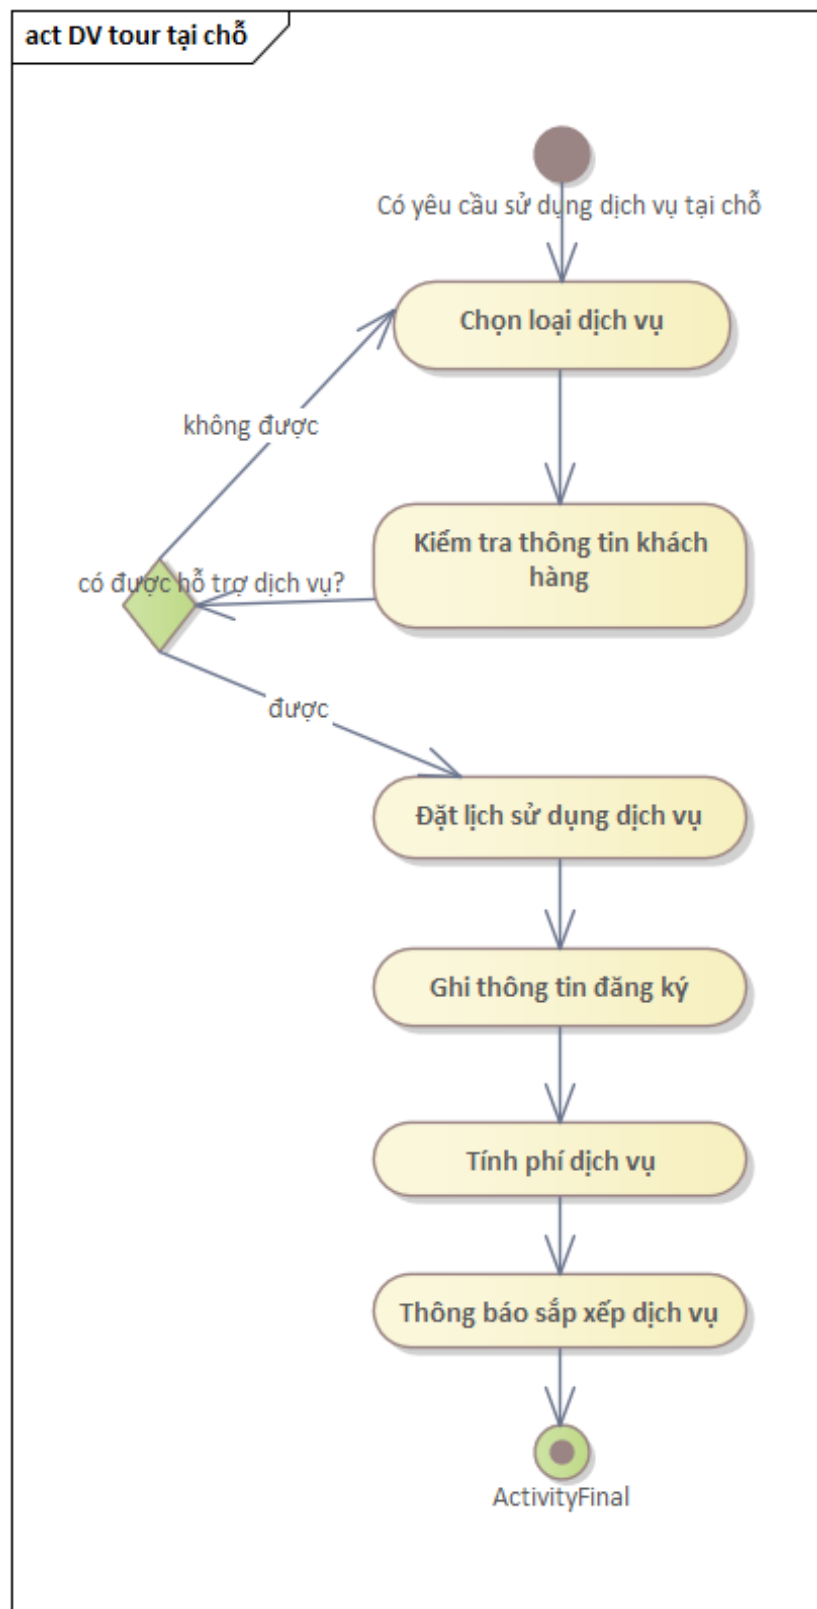 act DV tour tại chỗ
Có yêu cầu sử dụng dịch vụ tại chỗ
Chọn loại dịch vụ
không được
Kiểm tra thông tin khách
hàng
có được hỗ trợ dịch vụ?
được
Đặt lịch sử dụng dịch vụ
Ghi thông tin đăng ký
Tính phí dịch vụ
Thông báo sắp xếp dịch vụ
ActivityFinal